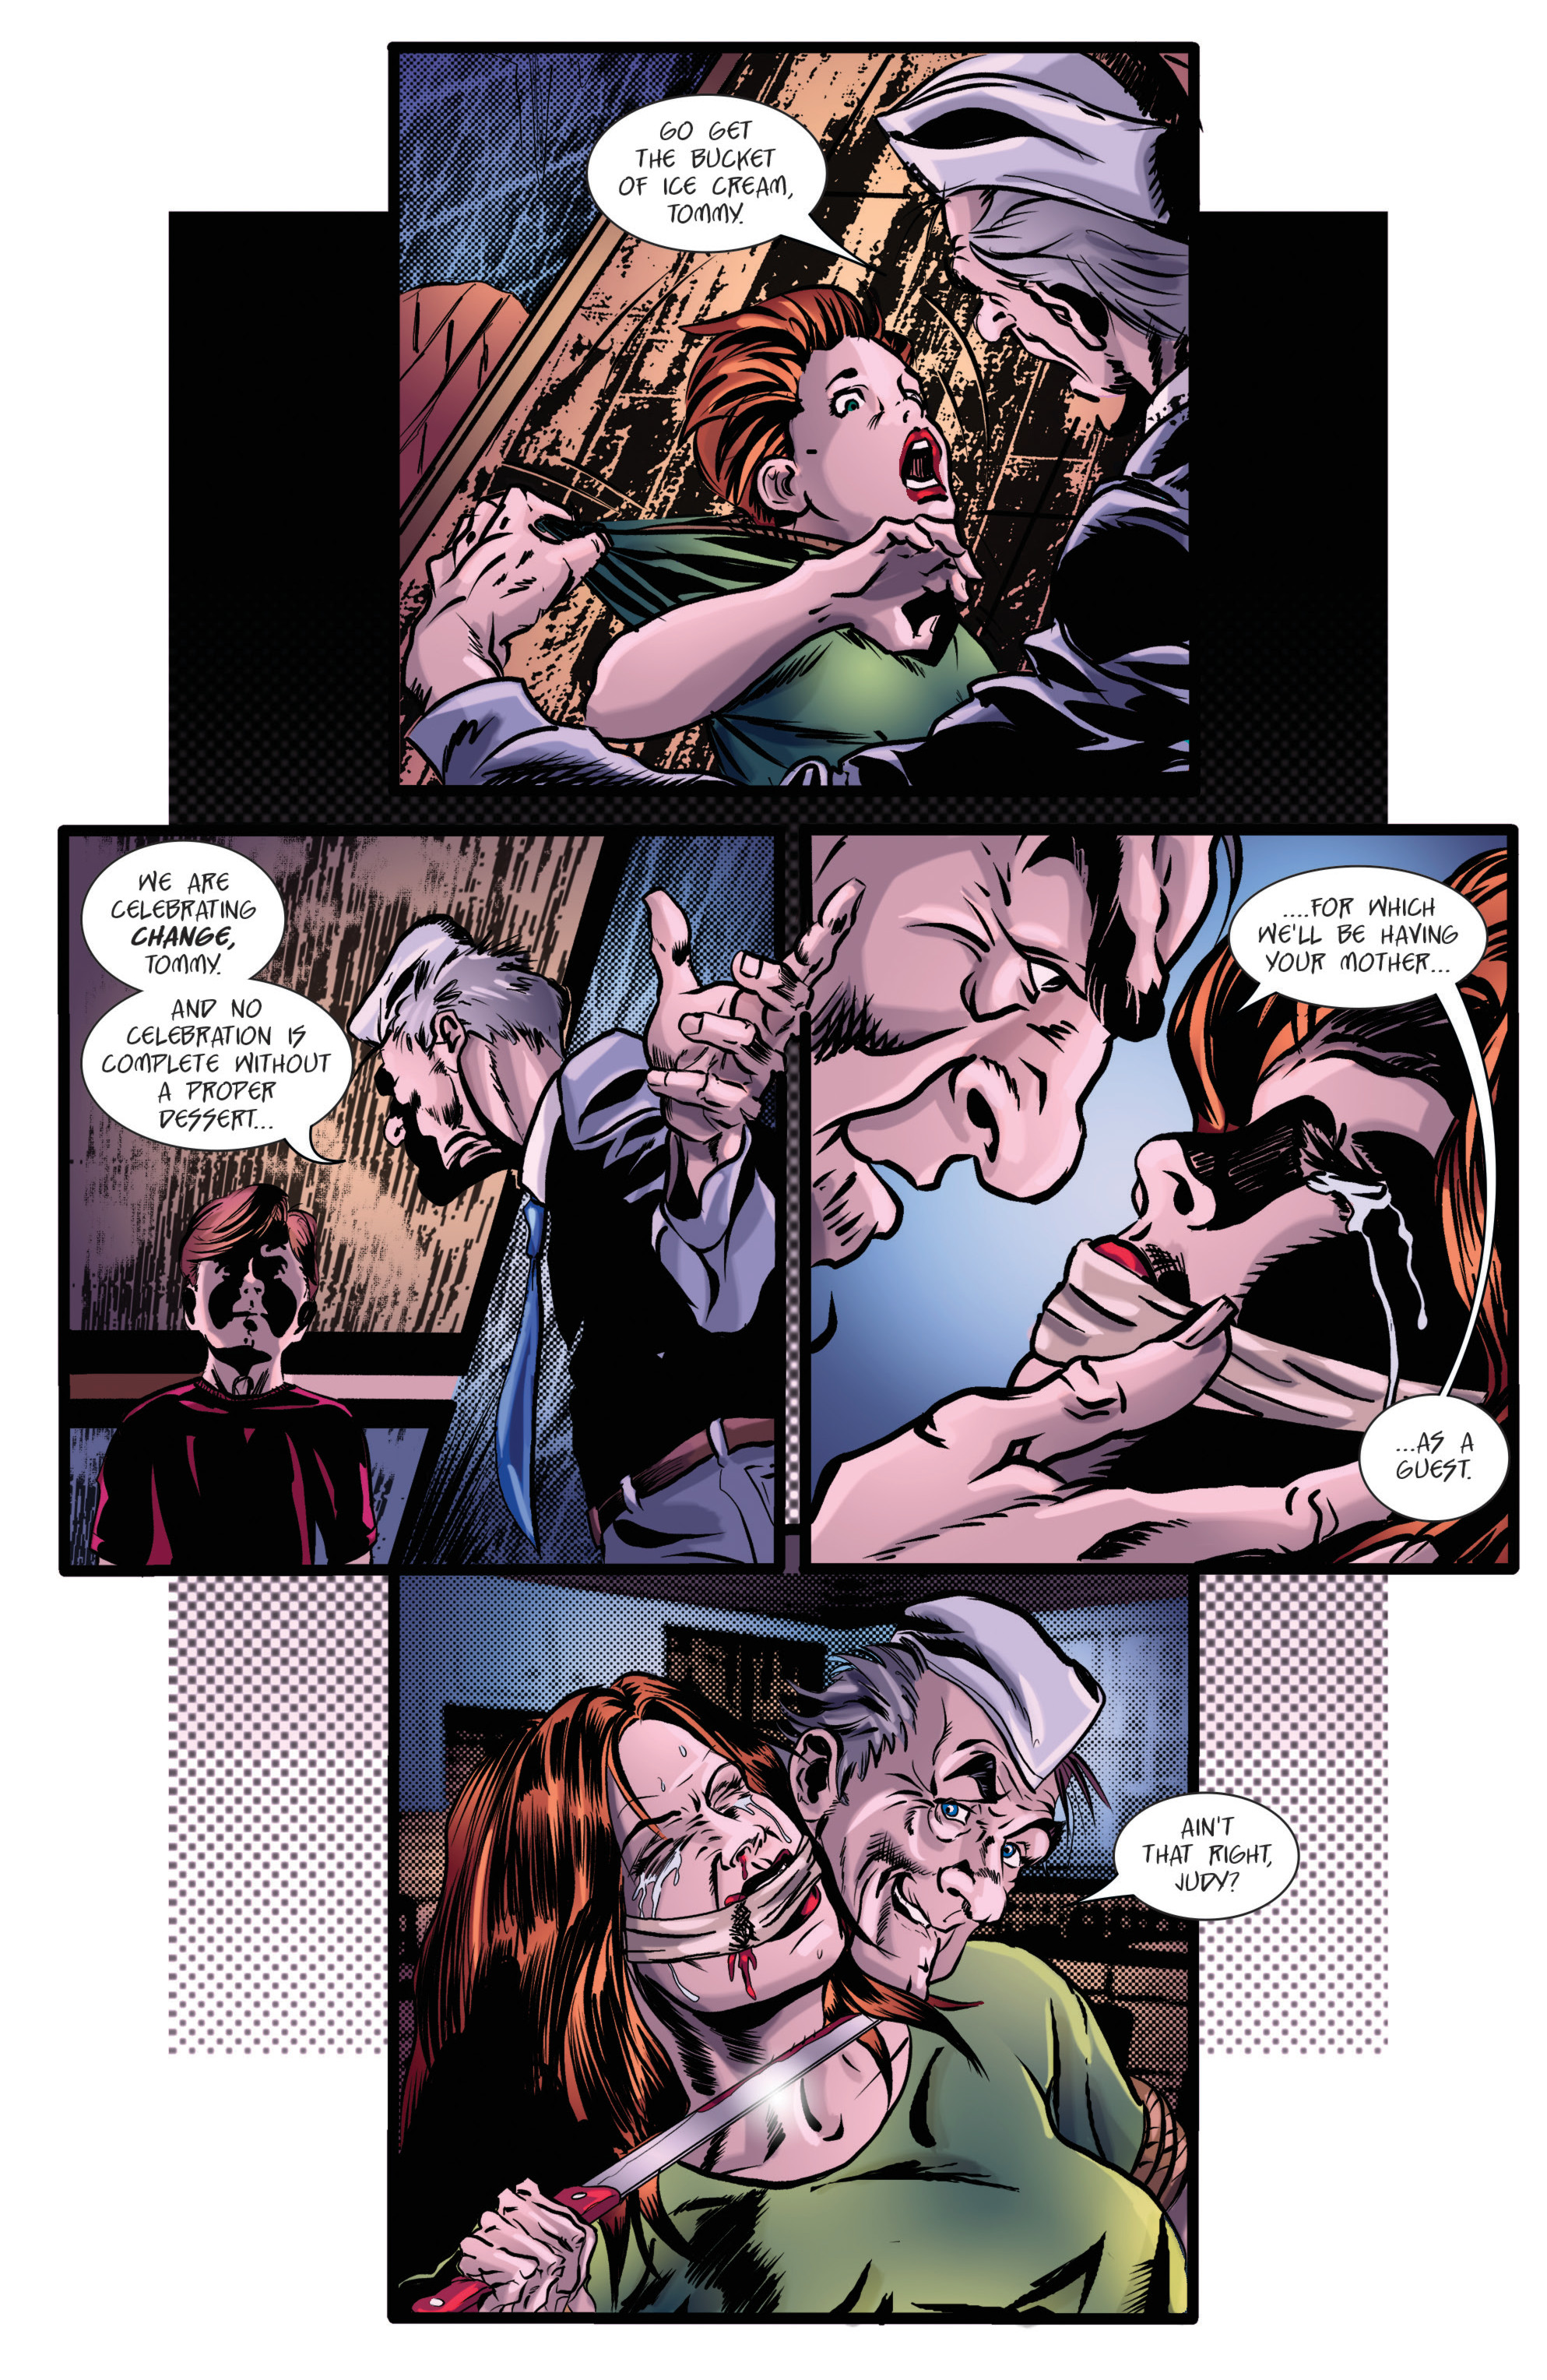 GO GET
THE BUCKET
OF ICE CREAM,
TOMMY.
WE ARE
CELEBRATING
CHANGE,
TOMMY.
AND NO
CELEBRATION IS
COMPLETE WITHOUT
A PROPER
DESSERT...
....FOR WHICH
WE'LL BE HAVING
YOUR MOTHER...
...AS A
GUEST.
AIN'T
THAT RIGHT,
JUDY?